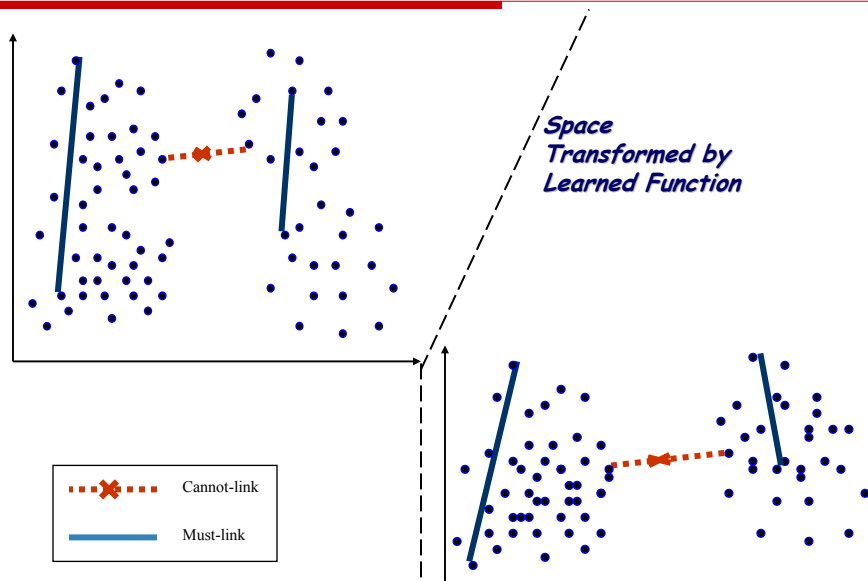 Space
Transformed by
Learned Function
Cannot-link
Must-link